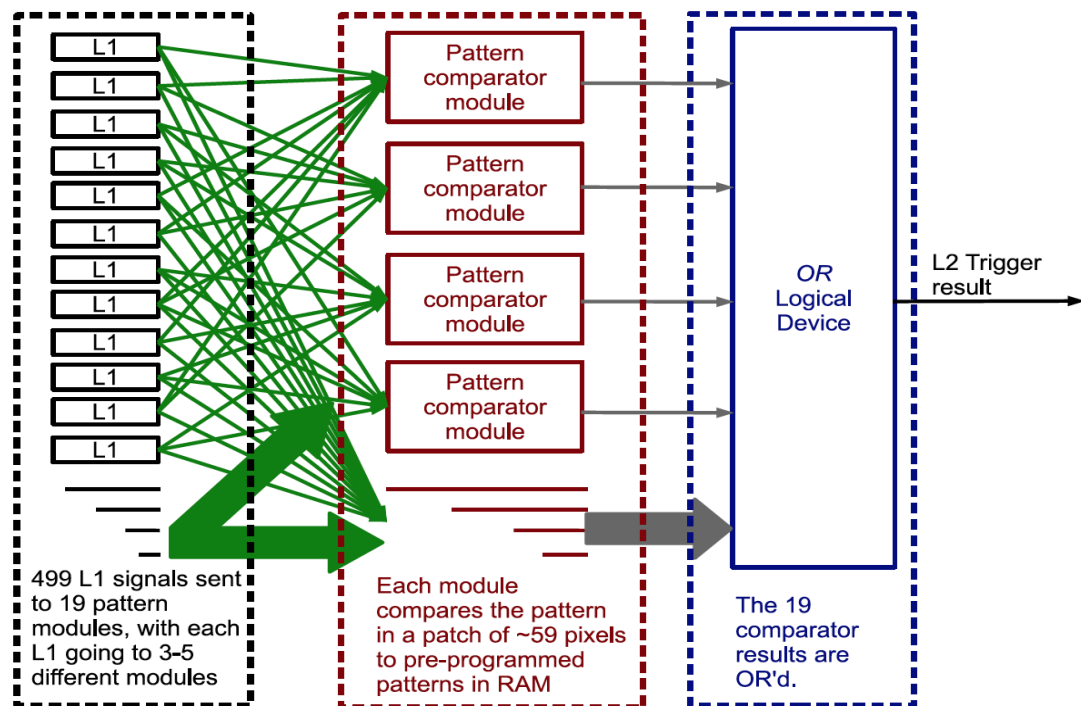 L1
L1
L1
L1
L1
L1
L1
L1
L1
L1
L1
L1
499 L1 signals sent
to 19 pattern
modules, with each
L1 going to 3-5
different modules
Pattern
comparator
module
Pattern
comparator
module
Pattern
comparator
module
Pattern
comparator
module
Each module
compares the pattern
in a patch of ~59 pixels
to pre-programmed
patterns in RAM
OR
Logical
Device
The 19
comparator
results are
OR'd.
L2 Trigger
result